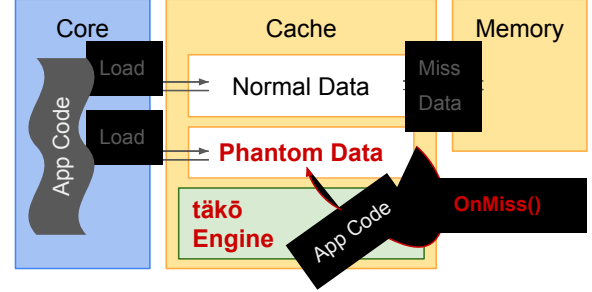 Core
Cache
Memory
Load
Normal Data
Miss
Data
Load
Phantom Data
App Code
täkō
Engine
App Code
OnMiss()